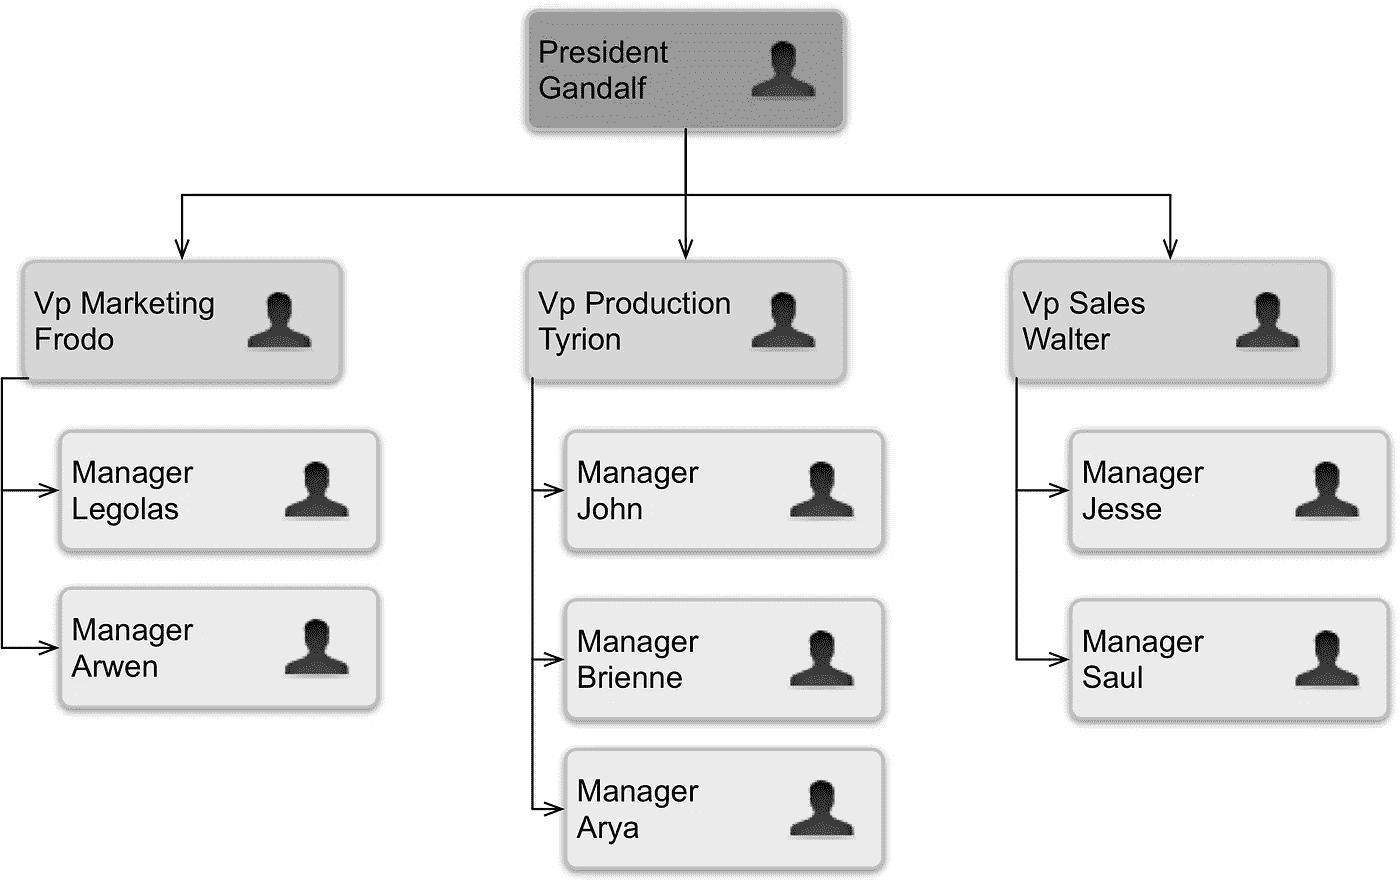 President
Gandalf
Vp Marketing
Frodo
Vp Production
Tyrion
Vp Sales
Walter
Manager
Legolas
Manager
John
Manager
Jesse
Manager
Arwen
Manager
Brienne
Manager
Saul
Manager
Arya